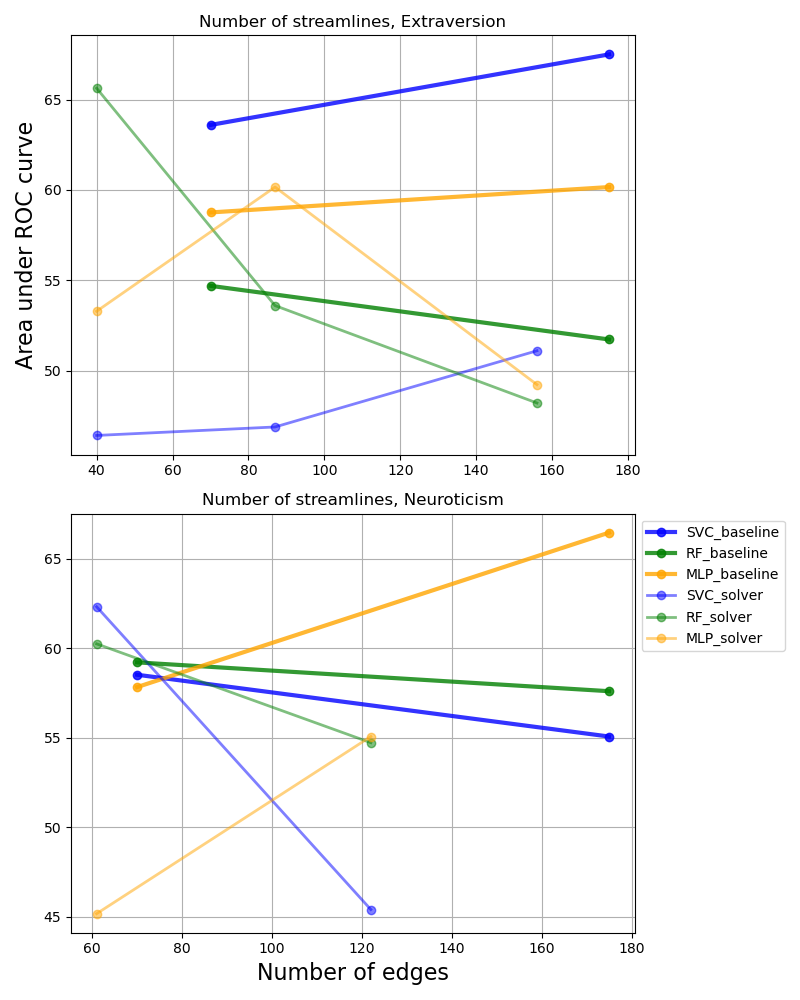 Number of streamlines, Extraversion
Area under ROC curve
65
60
55
50
40 60 80 100 120 140 160 180
Number of streamlines, Neuroticism
65
60
55
50
45
60 80 100 120 140 160 180
Number of edges
SVC_baseline
RF_baseline
MLP_baseline
SVC_solver
RF_solver
MLP_solver